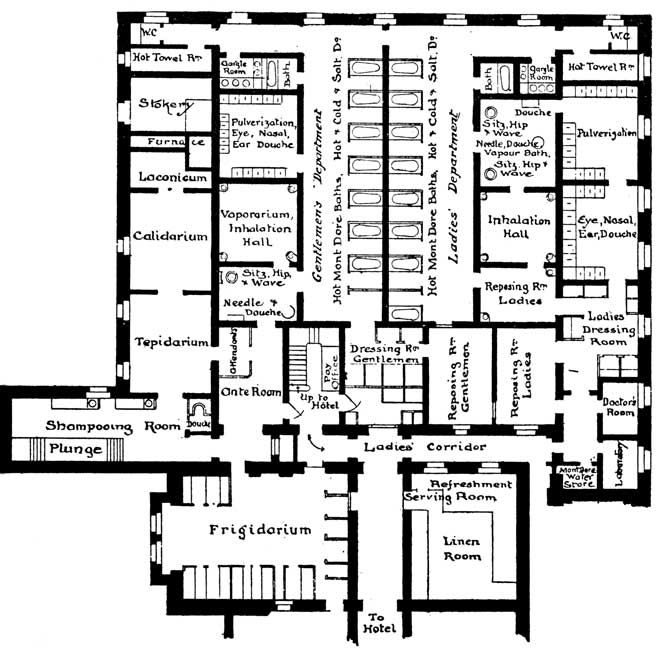 W.C
Hot Towel Rm
Stokery
Furnace
Laconicum
Calidarium
Tepidarium
Gargle
Room
Bath
Pulverization,
Eye, Nasal,
Ear Douche
Vaporarium,
Inhalation
Hall
Sitz, Hip,
& Wave
Needle &
Douche
Gentlemen's Department
Hot Mont Dore Baths, Hot & Cold & Salt. Do.
Hot Mont Dore Baths, Hot & Cold & Salt. Do.
Ladies' Department
Bath
Gargle
Room
W.C
Hot Towel Rm
Douche
Sitz, Hip
& Wave
Needle, Douche,
Vapour Bath,
Sitz, Hip &
Wave
Pulverization
Inhalation
Hall
Eye, Nasal,
Ear, Douche
Reposing Rm
Ladies
Ladies
Dressing
Room
Attendants
Ante Room
Pay
Office
Up to
Hotel
Dressing Rm
Gentlemen
Reposing Rm
Gentlemen
Reposing Rm
Ladies
Doctor's
Room
Laboratory
Mont Dore
Water
Store
Shampooing Room
Douche
Plunge
Ladies' Corridor
Refreshment
Serving Room
Linen
Room
Frigidarium
To
Hotel